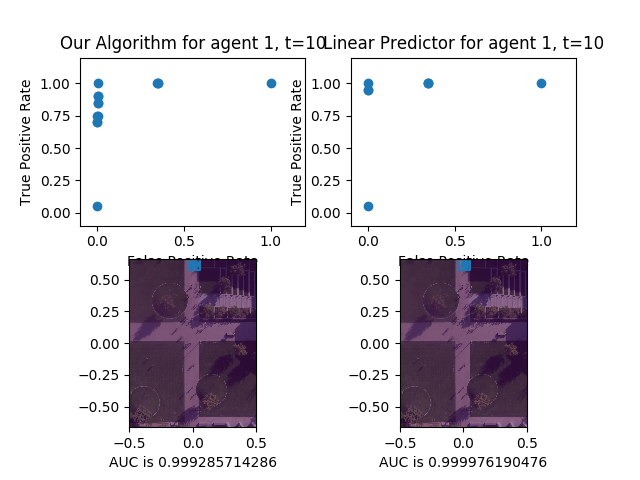 Our Algorithm for agent 1, t=10
Linear Predictor for agent 1, t=10
True Positive Rate
1.00
0.75
0.50
0.25
0.00
0.0 0.5 1.0
False Positive Rate
True Positive Rate
1.00
0.75
0.50
0.25
0.00
0.0 0.5 1.0
False Positive Rate
0.50
0.25
0.00
−0.25
−0.50
−0.5 0.0 0.5
AUC is 0.999285714286
0.50
0.25
0.00
−0.25
−0.50
−0.5 0.0 0.5
AUC is 0.999976190476